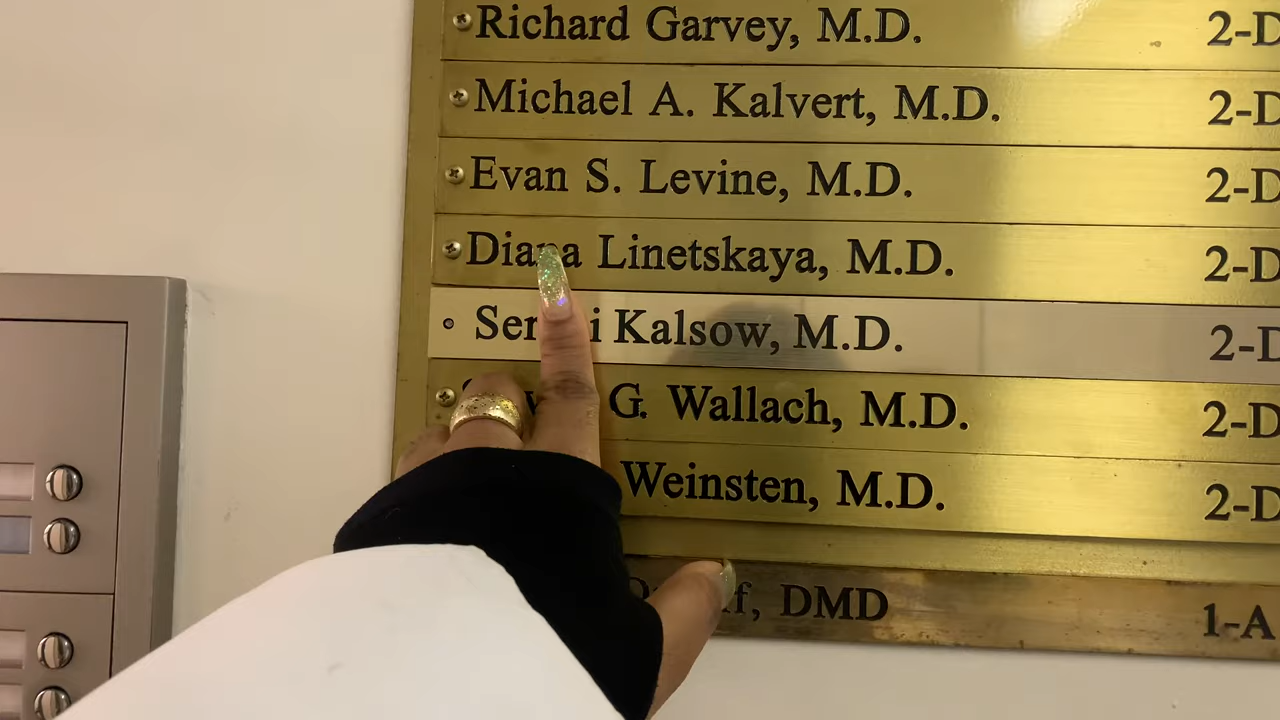 Richard Garvey, M.D. 2-D
Michael A. Kalvert, M.D. 2-D
Evan S. Levine, M.D. 2-D
Diana Linetskaya, M.D. 2-D
Kalsow, M.D. 2-D
G. Wallach, M.D. 2-D
Weinsten, M.D. 2-D
DMD 1-A